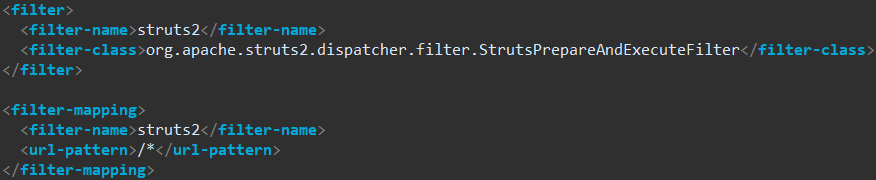 <filter>
  <filter-name>struts2</filter-name>
  <filter-class>org.apache.struts2.dispatcher.filter.StrutsPrepareAndExecuteFilter</filter-class>
</filter>

<filter-mapping>
  <filter-name>struts2</filter-name>
  <url-pattern>/*</url-pattern>
</filter-mapping>